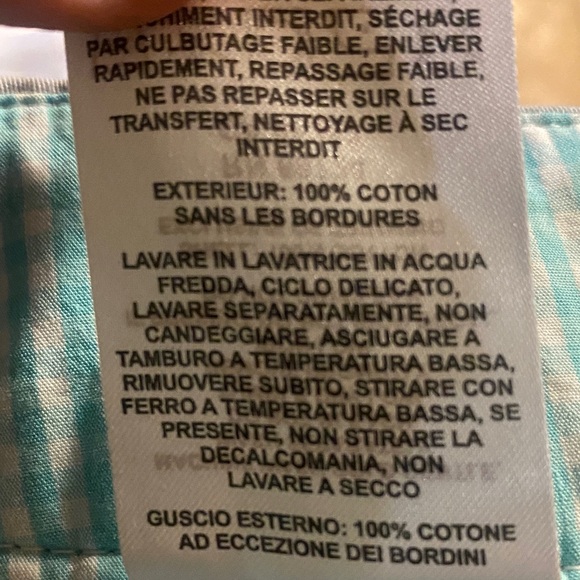 INTERDIT, SÉCHAGE
PAR CULBUTAGE FAIBLE, ENLEVER
RAPIDEMENT, REPASSAGE FAIBLE,
NE PAS REPASSER SUR LE
TRANSFERT, NETTOYAGE À SEC
INTERDIT
EXTERIEUR: 100% COTON
SANS LES BORDURES
LAVARE IN LAVATRICE IN ACQUA
FREDDA, CICLO DELICATO,
LAVARE SEPARATAMENTE, NON
CANDEGGIARE, ASCIUGARE A
TAMBURO A TEMPERATURA BASSA,
RIMUOVERE SUBITO, STIRARE CON
FERRO A TEMPERATURA BASSA, SE
PRESENTE, NON STIRARE LA
DECALCOMANIA, NON
LAVARE A SECCO
GUSCIO ESTERNO: 100% COTONE
AD ECCEZIONE DEI BORDINI